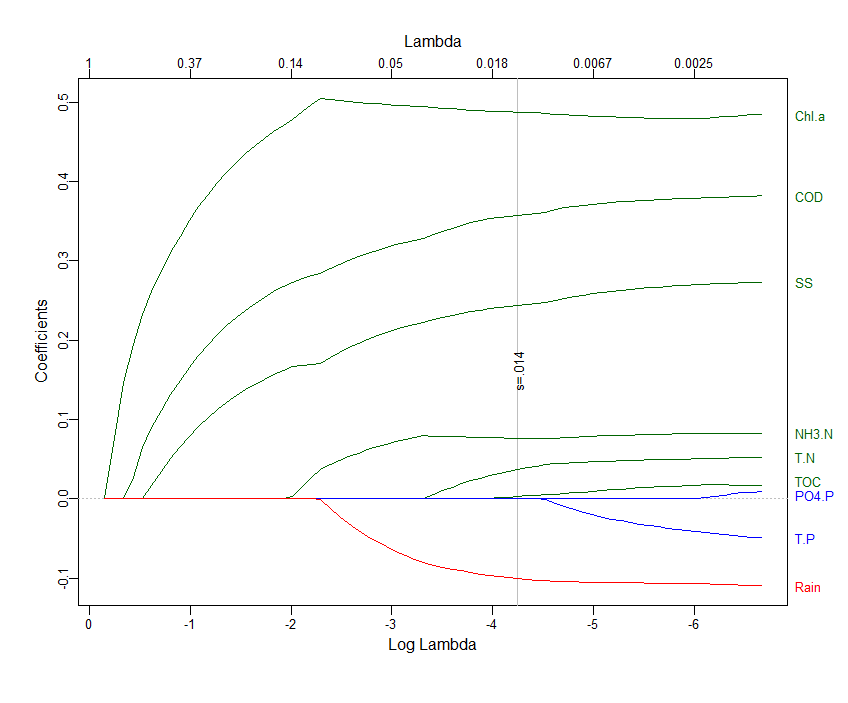 Lambda
1 0.37 0.14 0.05 0.018 0.0067 0.0025
Coefficients
0.5
0.4
0.3
0.2
0.1
0.0
-0.1
s=.014
Chl.a
COD
SS
NH3.N
T.N
TOC
PO4.P
T.P
Rain
0 -1 -2 -3 -4 -5 -6
Log Lambda